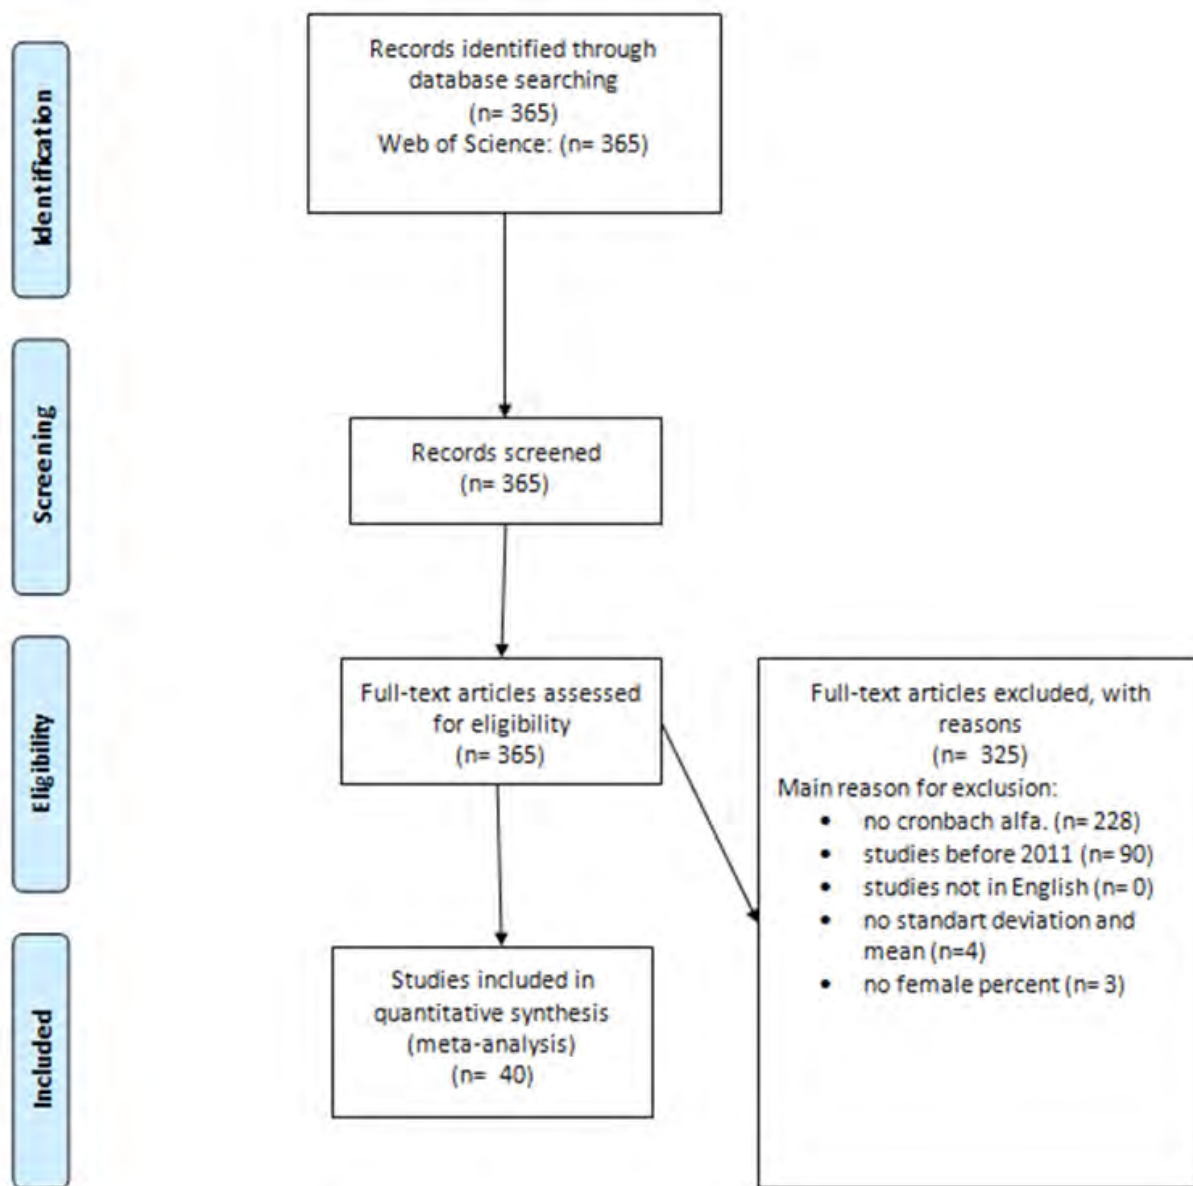 Identification
Records identified through
database searching
(n= 365)
Web of Science: (n= 365)
Screening
Records screened
(n= 365)
Eligibility
Full-text articles assessed
for eligibility
(n= 365)
Full-text articles excluded, with
reasons
(n= 325)
Main reason for exclusion:
• no cronbach alfa. (n= 228)
• studies before 2011 (n= 90)
• studies not in English (n= 0)
• no standart deviation and
mean (n=4)
• no female percent (n= 3)
Included
Studies included in
quantitative synthesis
(meta-analysis)
(n= 40)